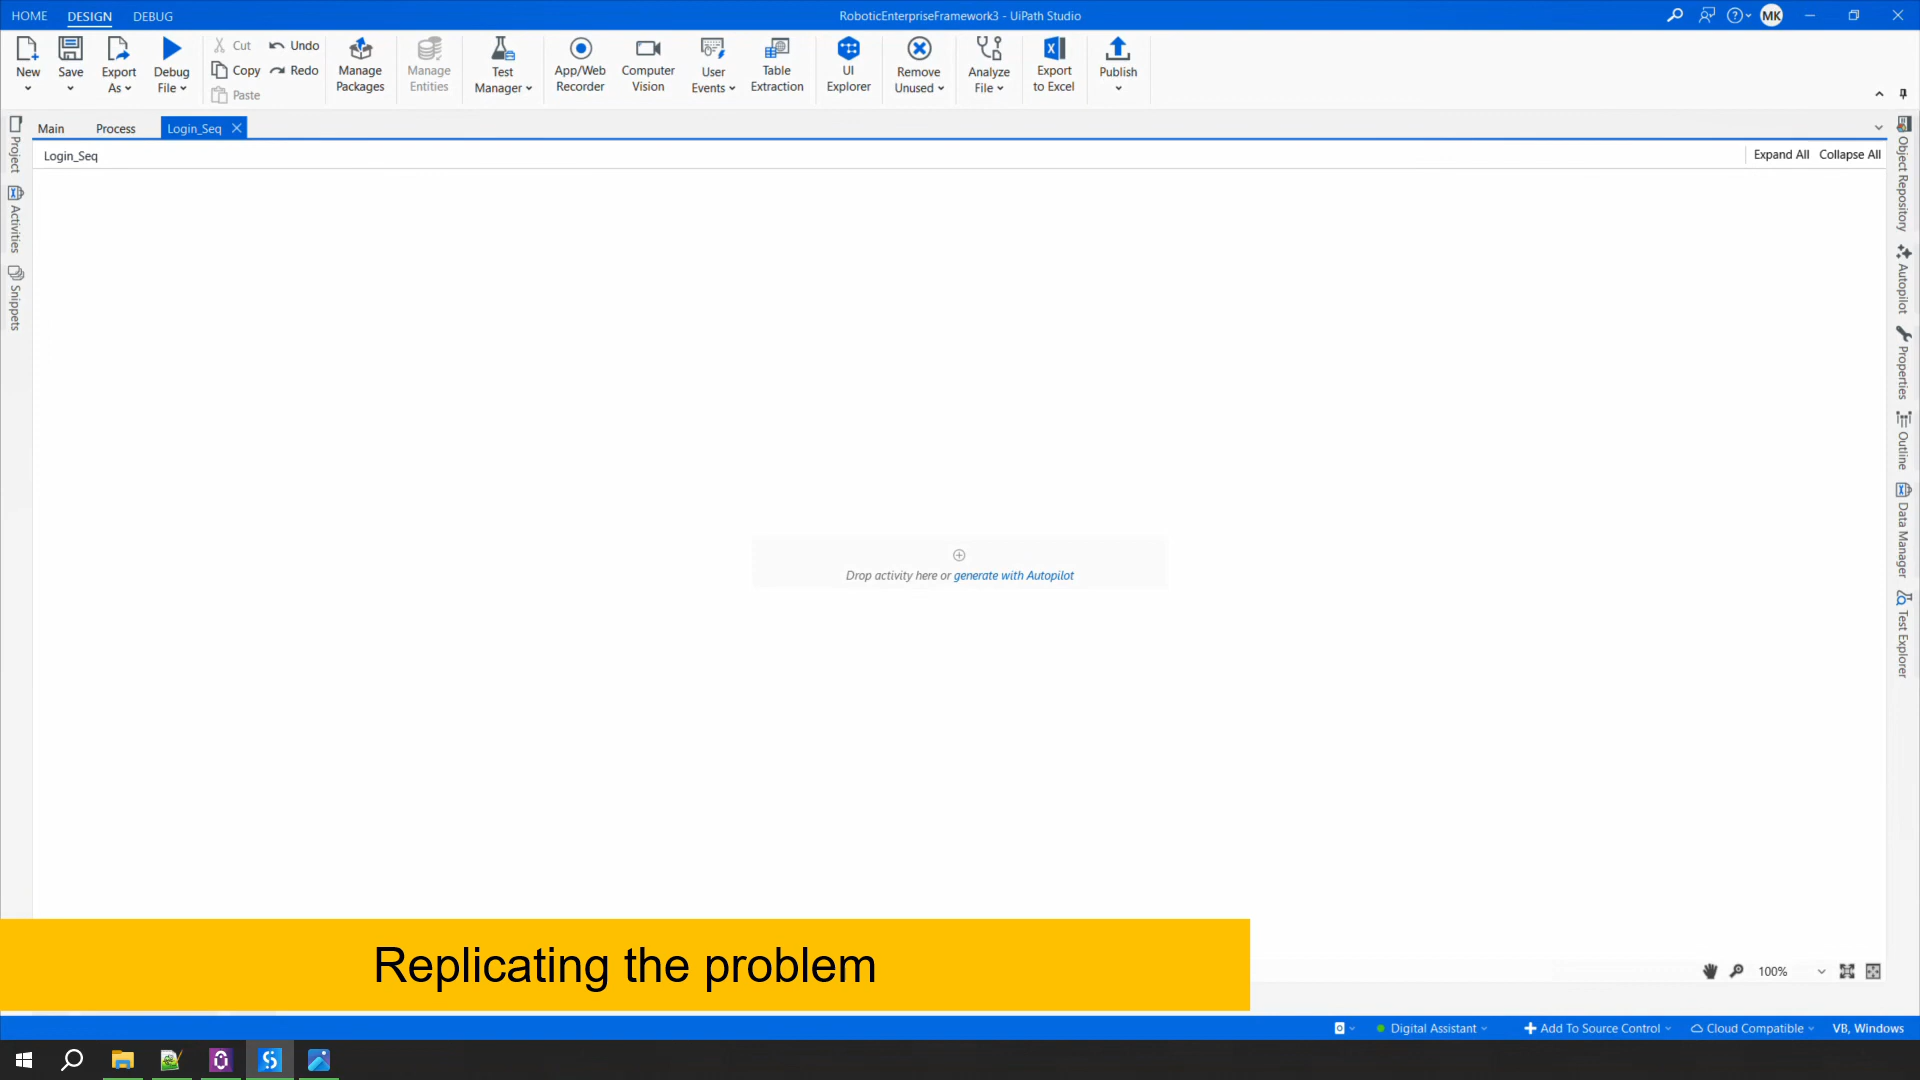 HOME DESIGN DEBUG RoboticEnterpriseFramework3 - UiPath Studio MK
New Save Export As Debug File
Cut Undo
Copy Redo
Paste
Manage Packages
Manage Entities
Test Manager
App/Web Recorder
Computer Vision
User Events
Table Extraction
UI Explorer
Remove Unused
Analyze File
Export to Excel
Publish
Main Process Login_Seq
Login_Seq Expand All Collapse All
Project
Activities
Snippets
Object Repository
Autopilot
Properties
Outline
Data Manager
Test Explorer
Drop activity here or generate with Autopilot
Replicating the problem
100%
Digital Assistant Add To Source Control Cloud Compatible VB, Windows